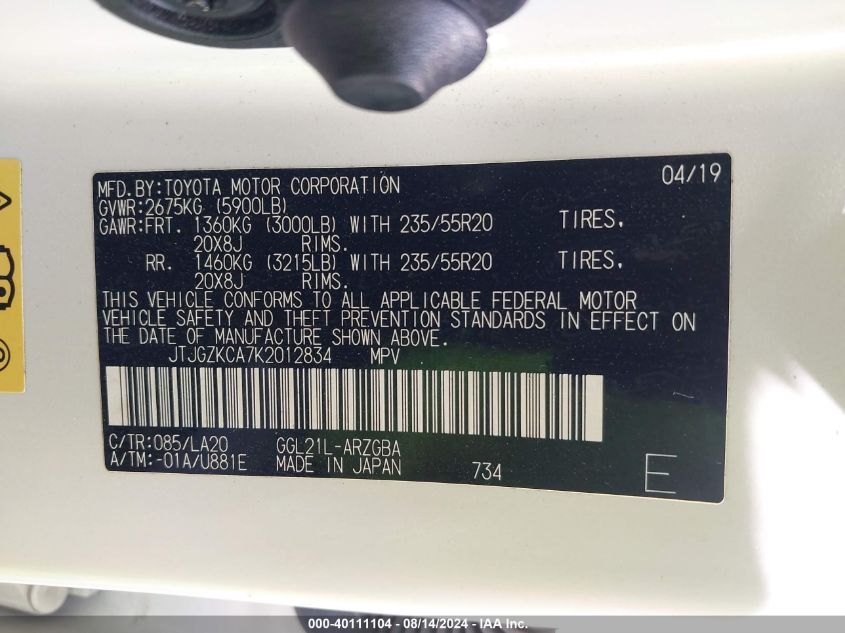 MFD.BY:TOYOTA MOTOR CORPORATION 04/19
GVWR:2675KG (5900LB)
GAWR:FRT. 1360KG (3000LB) WITH 235/55R20 TIRES,
20X8J RIMS.
RR. 1460KG (3215LB) WITH 235/55R20 TIRES,
20X8J RIMS.
THIS VEHICLE CONFORMS TO ALL APPLICABLE FEDERAL MOTOR
VEHICLE SAFETY AND THEFT PREVENTION STANDARDS IN EFFECT ON
THE DATE OF MANUFACTURE SHOWN ABOVE.
JTJGZKCA7K2012834 MPV
C/TR:085/LA20 GGL21L-ARZGBA
A/TM:-01A/U881E MADE IN JAPAN 734 E
000-40111104 - 08/14/2024 - IAA Inc.